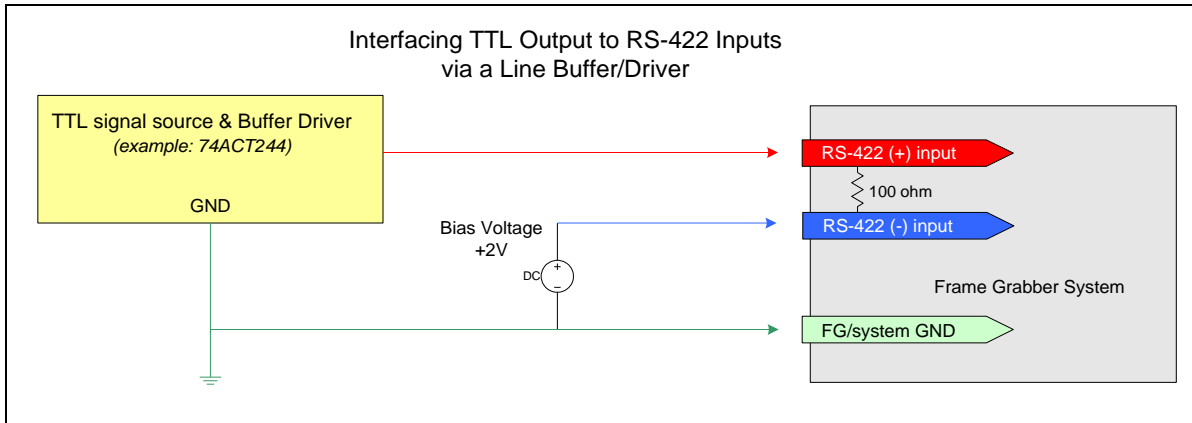 Interfacing TTL Output to RS-422 Inputs
via a Line Buffer/Driver
TTL signal source & Buffer Driver
(example: 74ACT244)
GND
RS-422 (+) input
100 ohm
RS-422 (-) input
Bias Voltage
+2V
DC
+
−
Frame Grabber System
FG/system GND